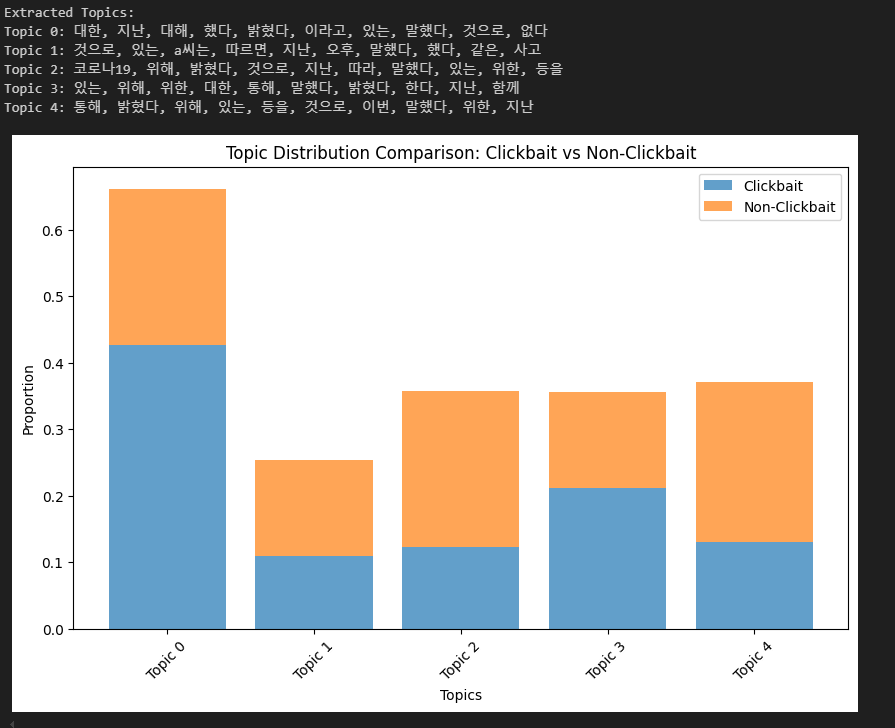 Extracted Topics:
Topic 0: 대한, 지난, 대해, 했다, 밝혔다, 이라고, 있는, 말했다, 것으로, 없다
Topic 1: 것으로, 있는, a씨는, 따르면, 지난, 오후, 말했다, 했다, 같은, 사고
Topic 2: 코로나19, 위해, 밝혔다, 것으로, 지난, 따라, 말했다, 있는, 위한, 등을
Topic 3: 있는, 위해, 위한, 대한, 통해, 말했다, 밝혔다, 한다, 지난, 함께
Topic 4: 통해, 밝혔다, 위해, 있는, 등을, 것으로, 이번, 말했다, 위한, 지난
Topic Distribution Comparison: Clickbait vs Non-Clickbait
Clickbait
Non-Clickbait
Proportion
0.6
0.5
0.4
0.3
0.2
0.1
0.0
Topic 0
Topic 1
Topic 2
Topic 3
Topic 4
Topics